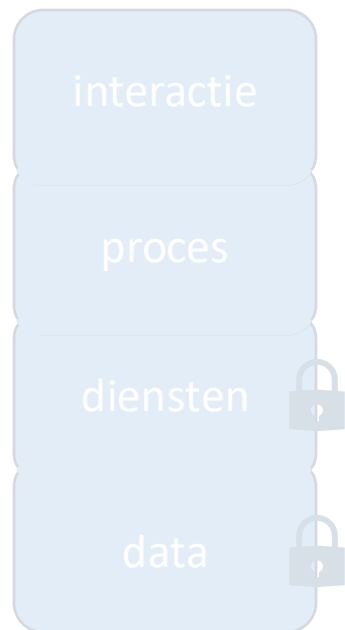 interactie
proces
diensten
data